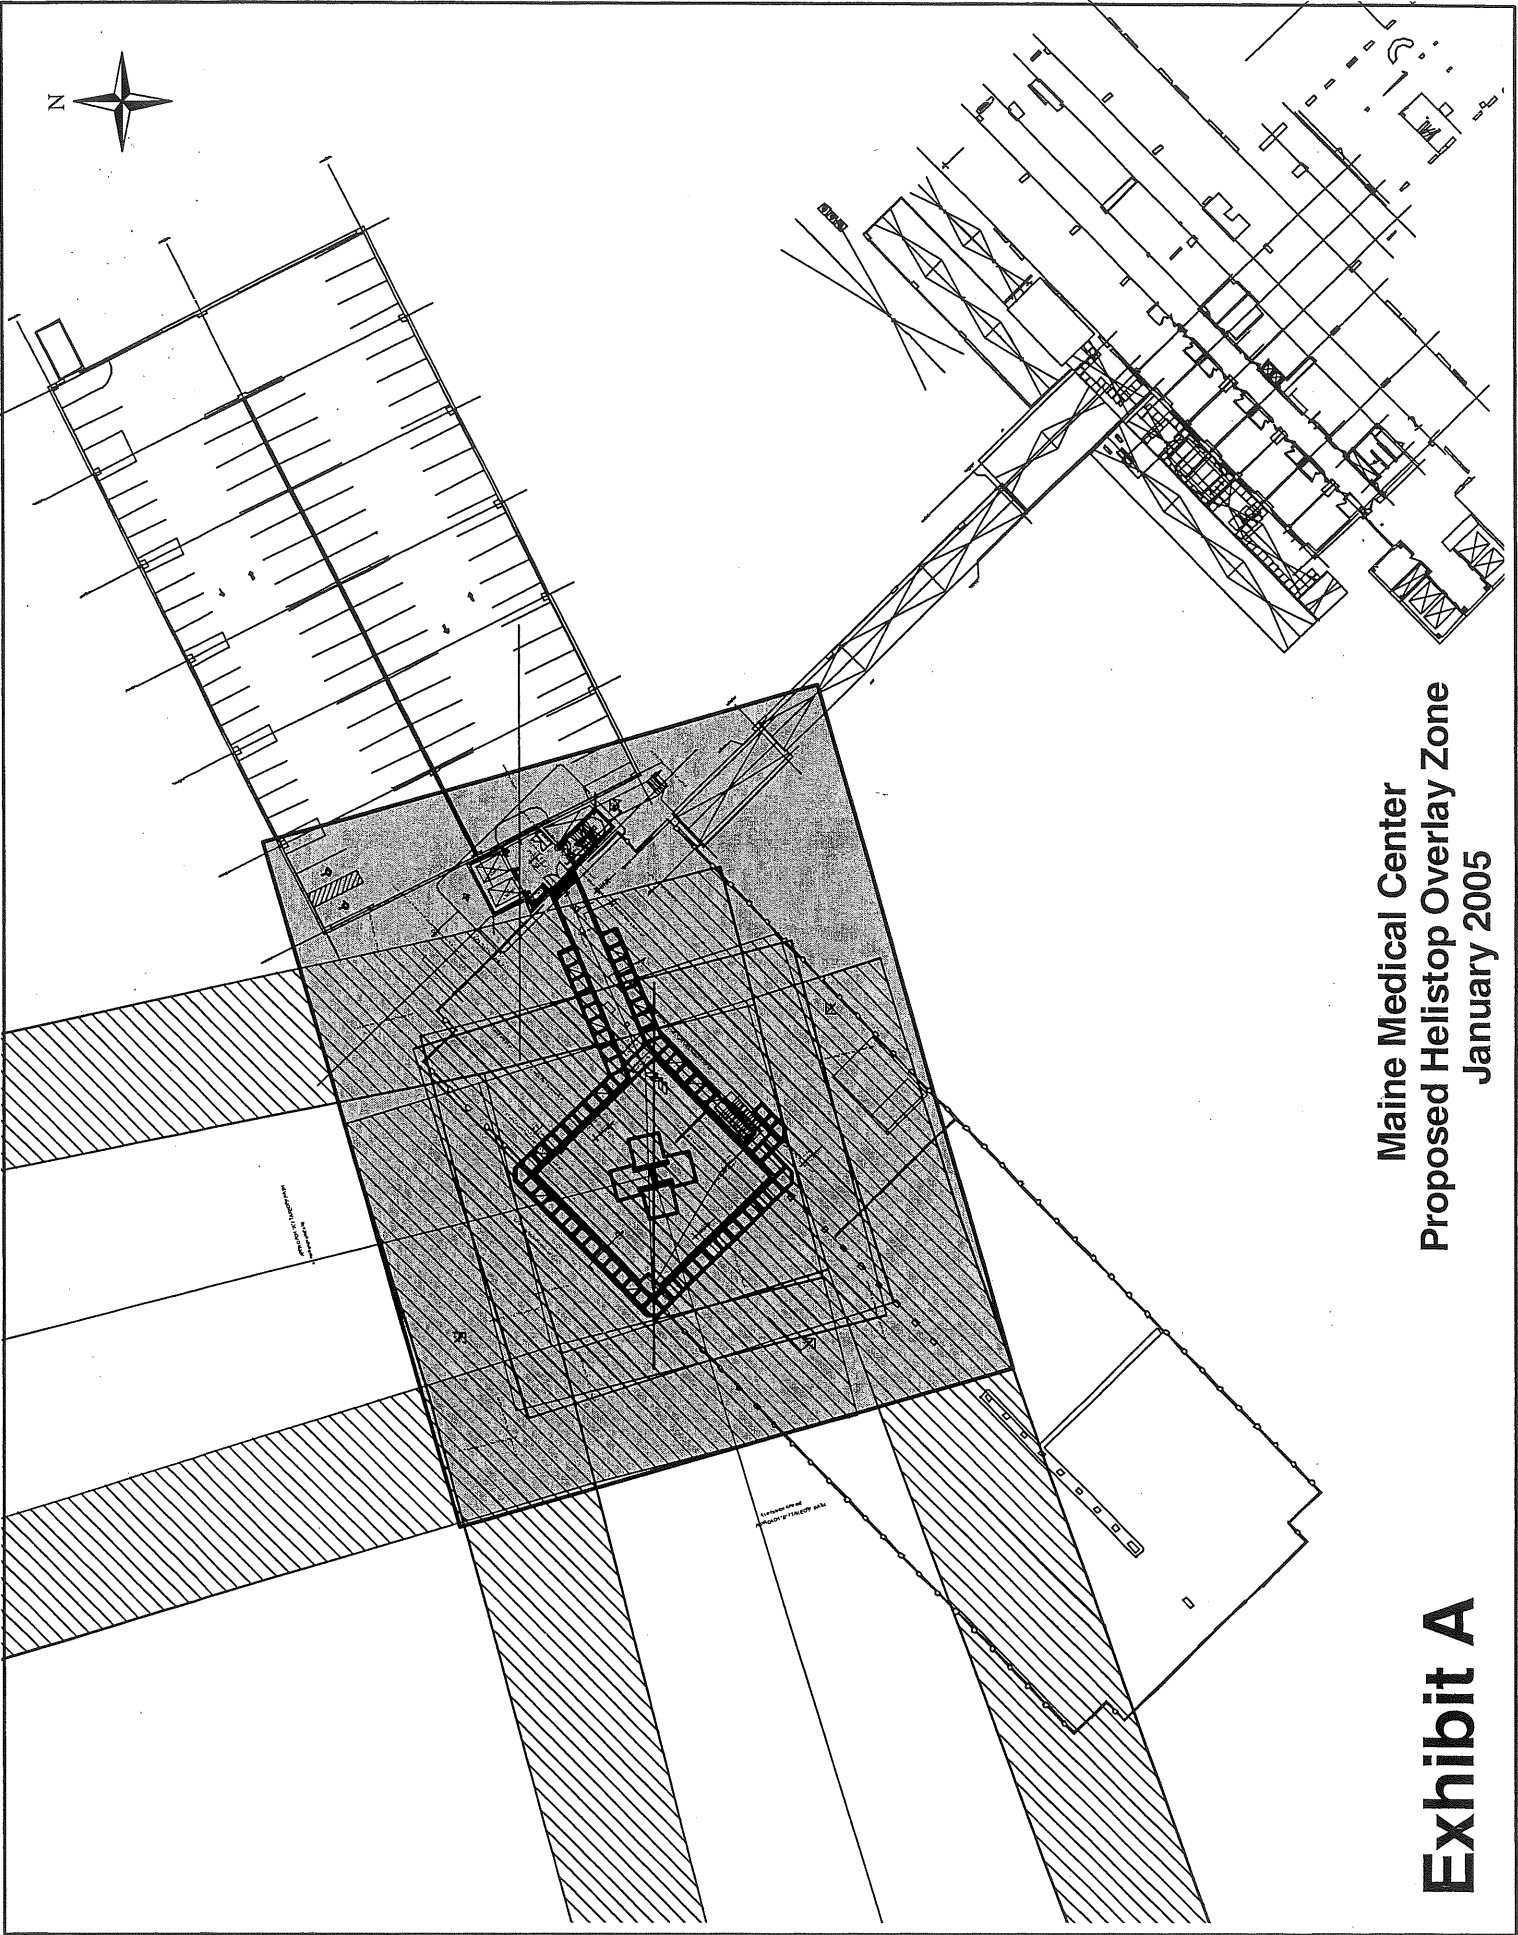 N
Maine Medical Center
Proposed Helistop Overlay Zone
January 2005
Exhibit A